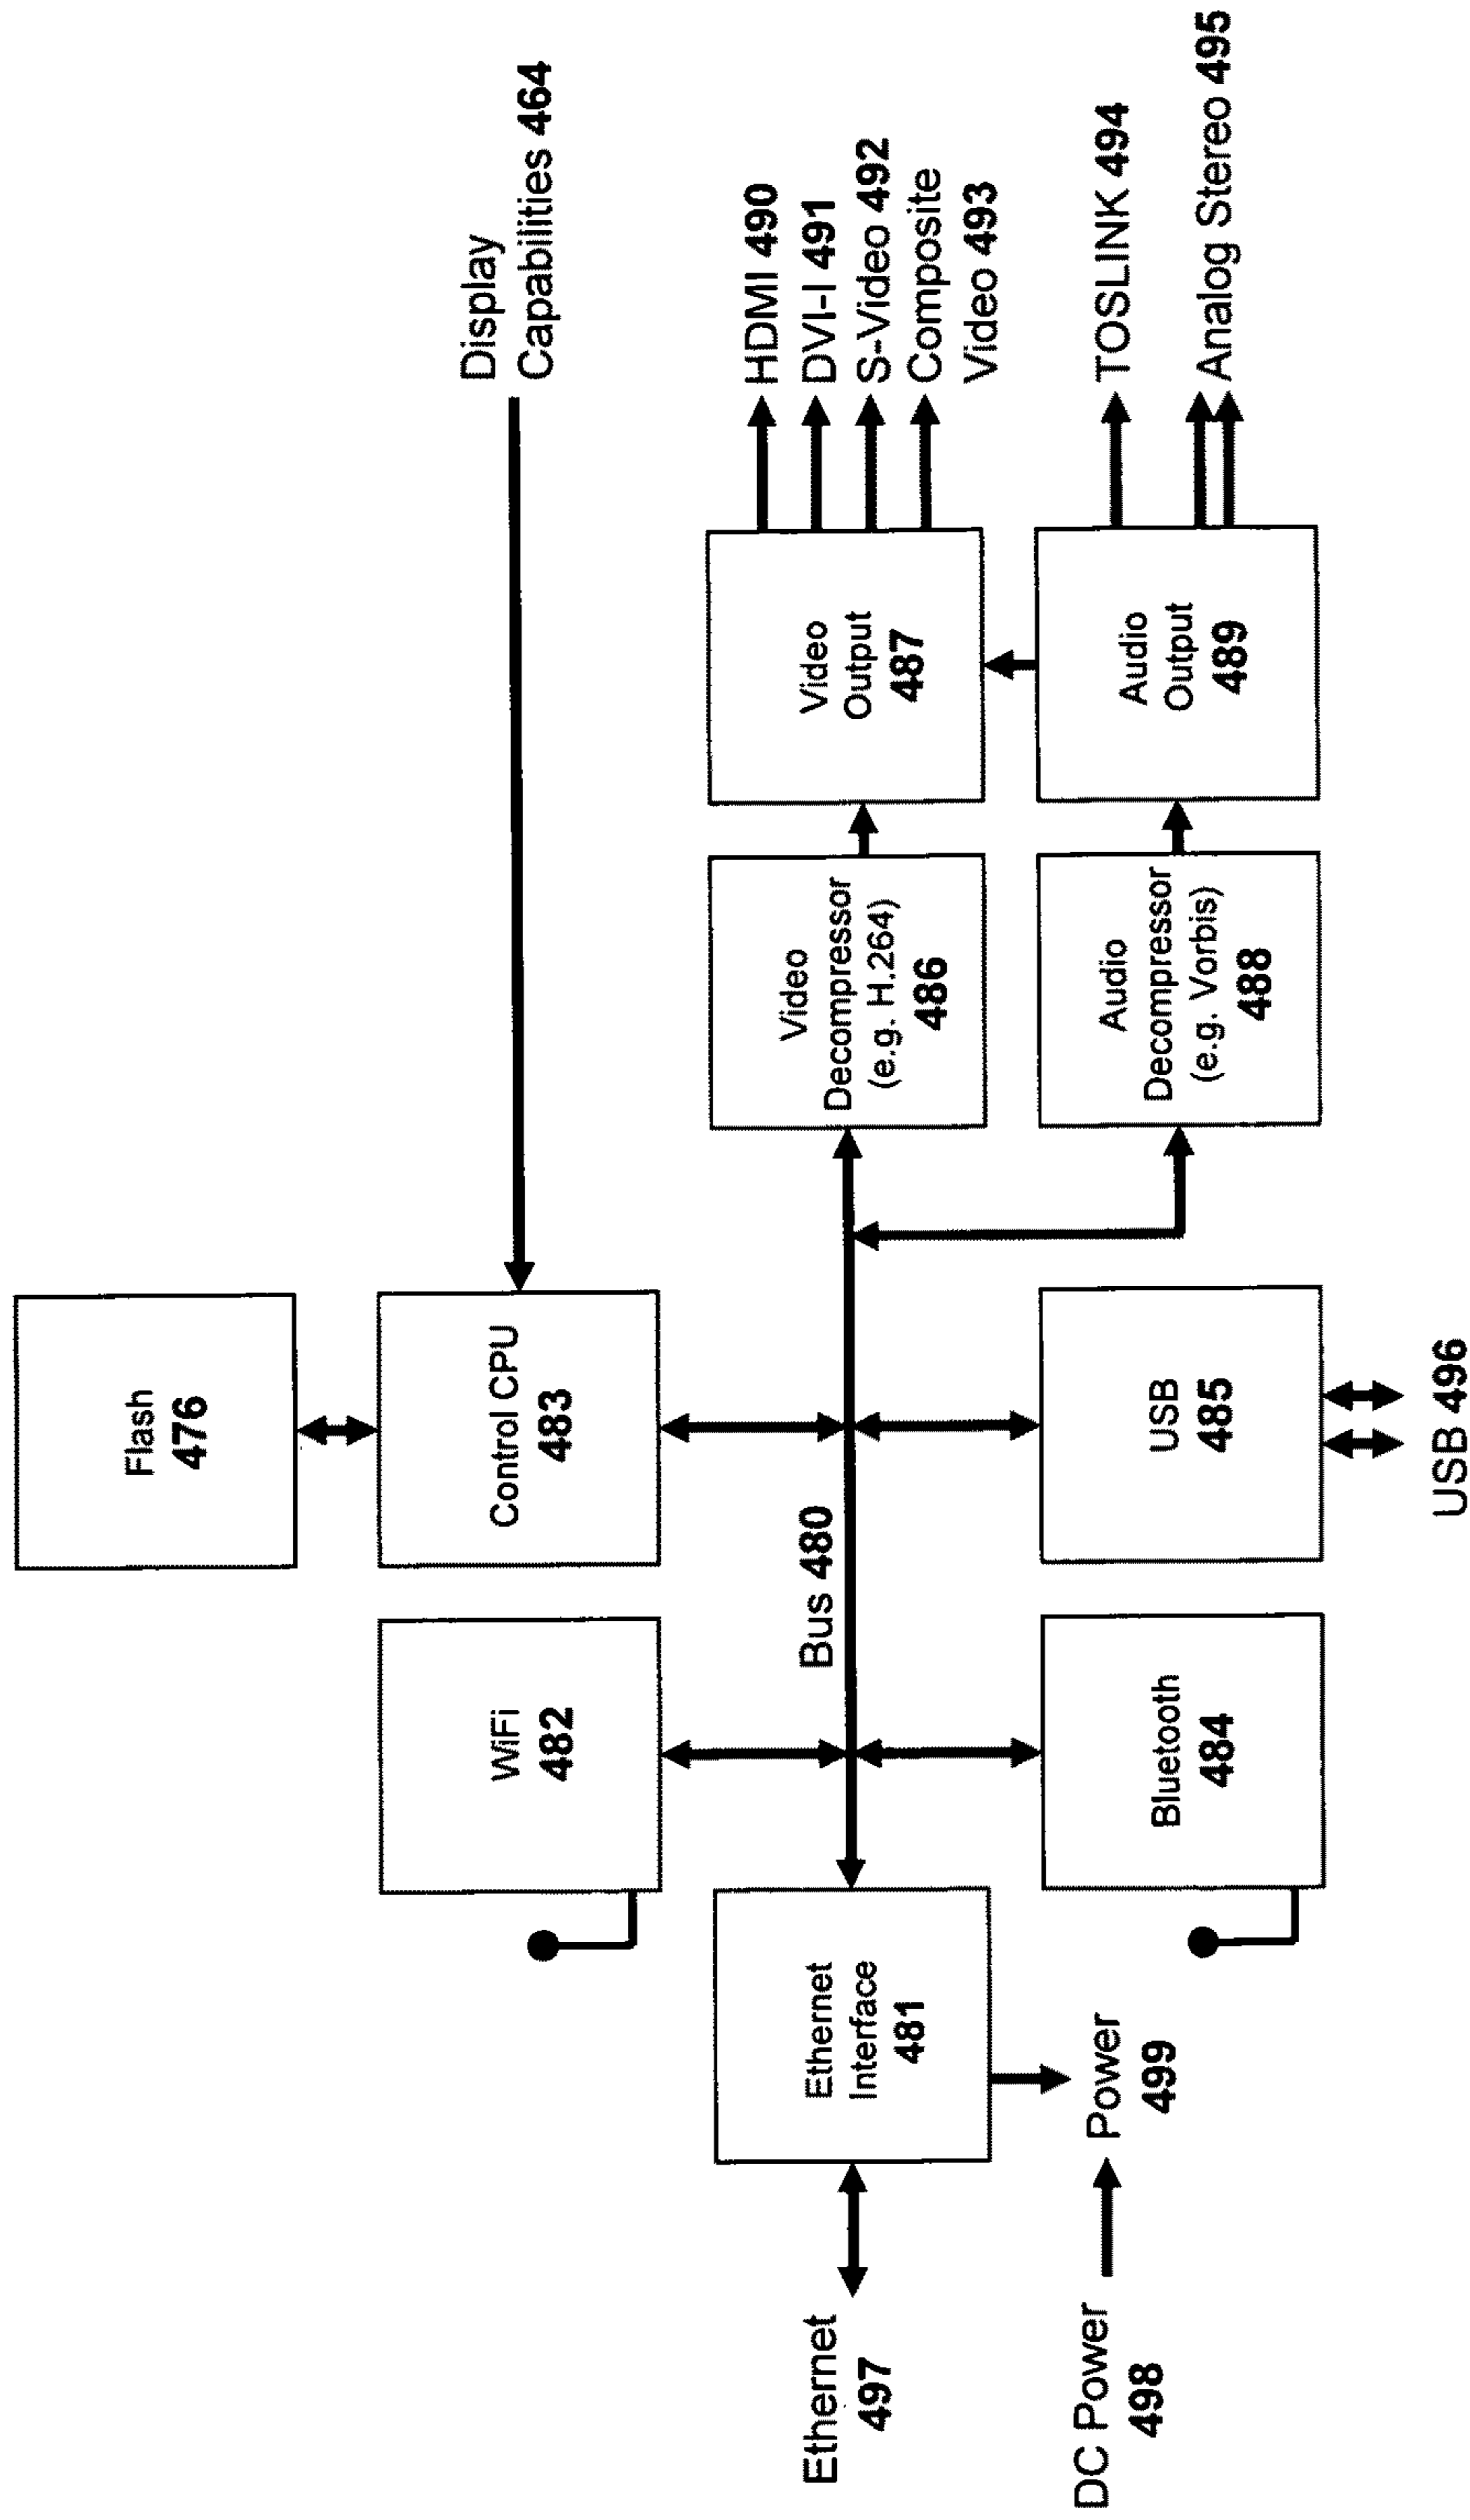 Flash
476
Display
Capabilities 464
WiFi
482
Control CPU
483
HDMI 490
DVI-I 491
S-Video 492
Composite
Video 493
Bus 480
Ethernet
497
Ethernet
Interface
481
Video
Decompressor
(e.g. H.264)
486
Video
Output
487
DC Power
498
Power
499
Bluetooth
484
USB
485
Audio
Decompressor
(e.g. Vorbis)
488
Audio
Output
489
TOSLINK 494
Analog Stereo 495
USB 496